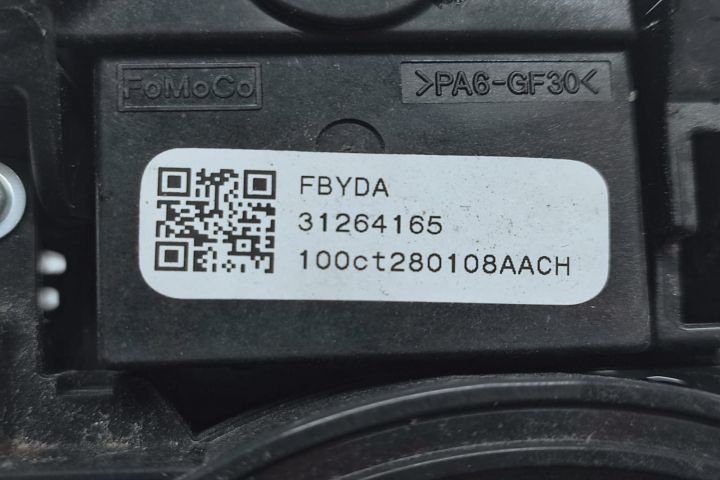 FoMoCo
>PA6-GF30<
FBYDA
31264165
100ct280108AACH